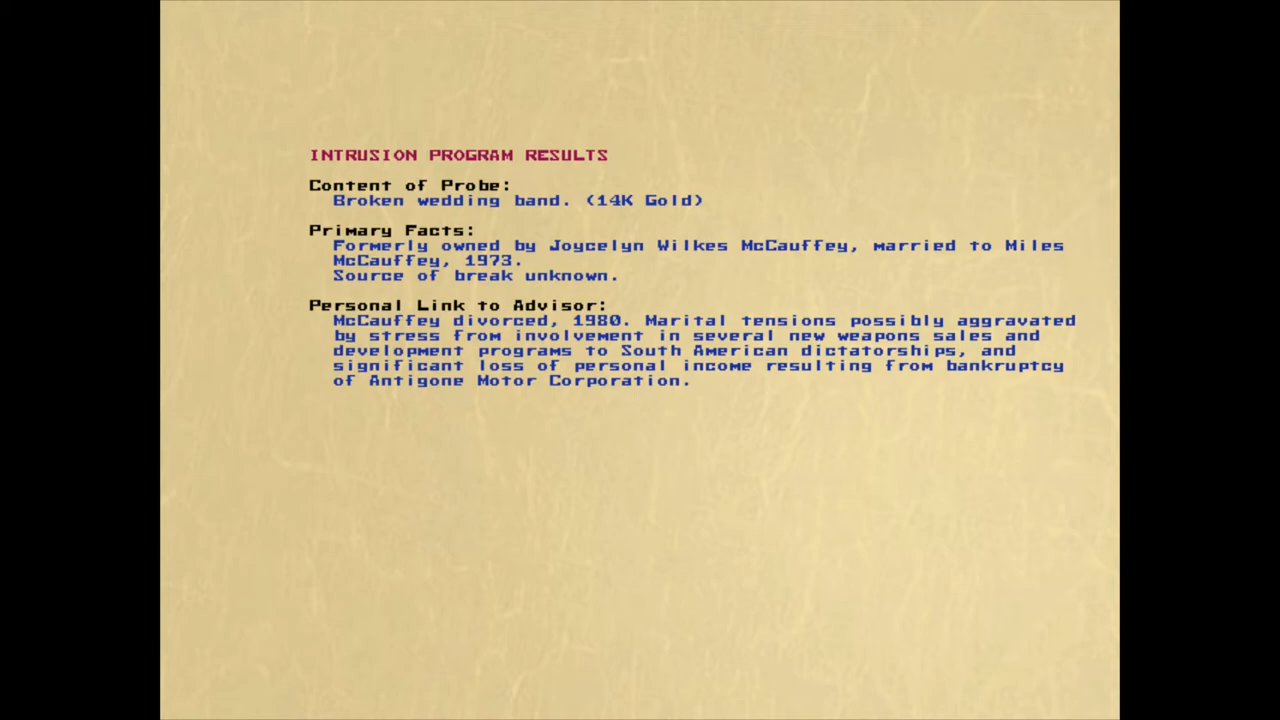 INTRUSION PROGRAM RESULTS
Content of Probe:
Broken wedding band. (14K Gold)
Primary Facts:
Formerly owned by Joycelyn Wilkes McCauffey, married to Miles
McCauffey, 1973.
Source of break unknown.
Personal Link to Advisor:
McCauffey divorced, 1980. Marital tensions possibly aggravated
by stress from involvement in several new weapons sales and
development programs to South American dictatorships, and
significant loss of personal income resulting from bankruptcy
of Antigone Motor Corporation.